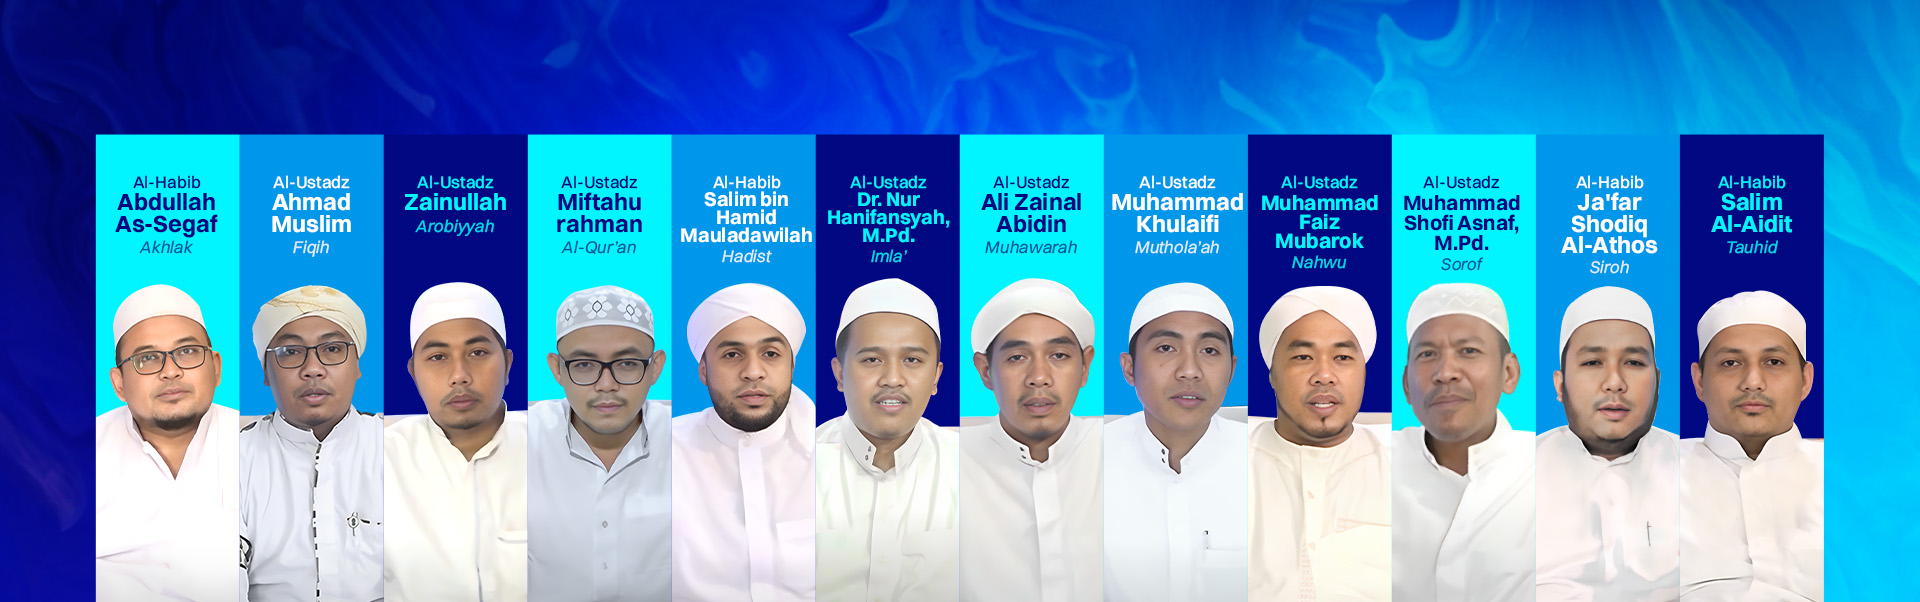 Al-Habib
Abdullah
As-Segaf
Akhlak
Al-Ustadz
Ahmad
Muslim
Fiqih
Al-Ustadz
Zainullah
Arobiyyah
Al-Ustadz
Miftahu
rahman
Al-Qur'an
Al-Habib
Salim bin
Hamid
Mauladawilah
Hadist
Al-Ustadz
Dr. Nur
Hanifansyah,
M.Pd.
Imla'
Al-Ustadz
Ali Zainal
Abidin
Muhawarah
Al-Ustadz
Muhammad
Khulaifi
Muthola'ah
Al-Ustadz
Muhammad
Faiz
Mubarok
Nahwu
Al-Ustadz
Muhammad
Shofi Asnaf,
M.Pd.
Sorof
Al-Habib
Ja'far
Shodiq
Al-Athos
Siroh
Al-Habib
Salim
Al-Aidit
Tauhid